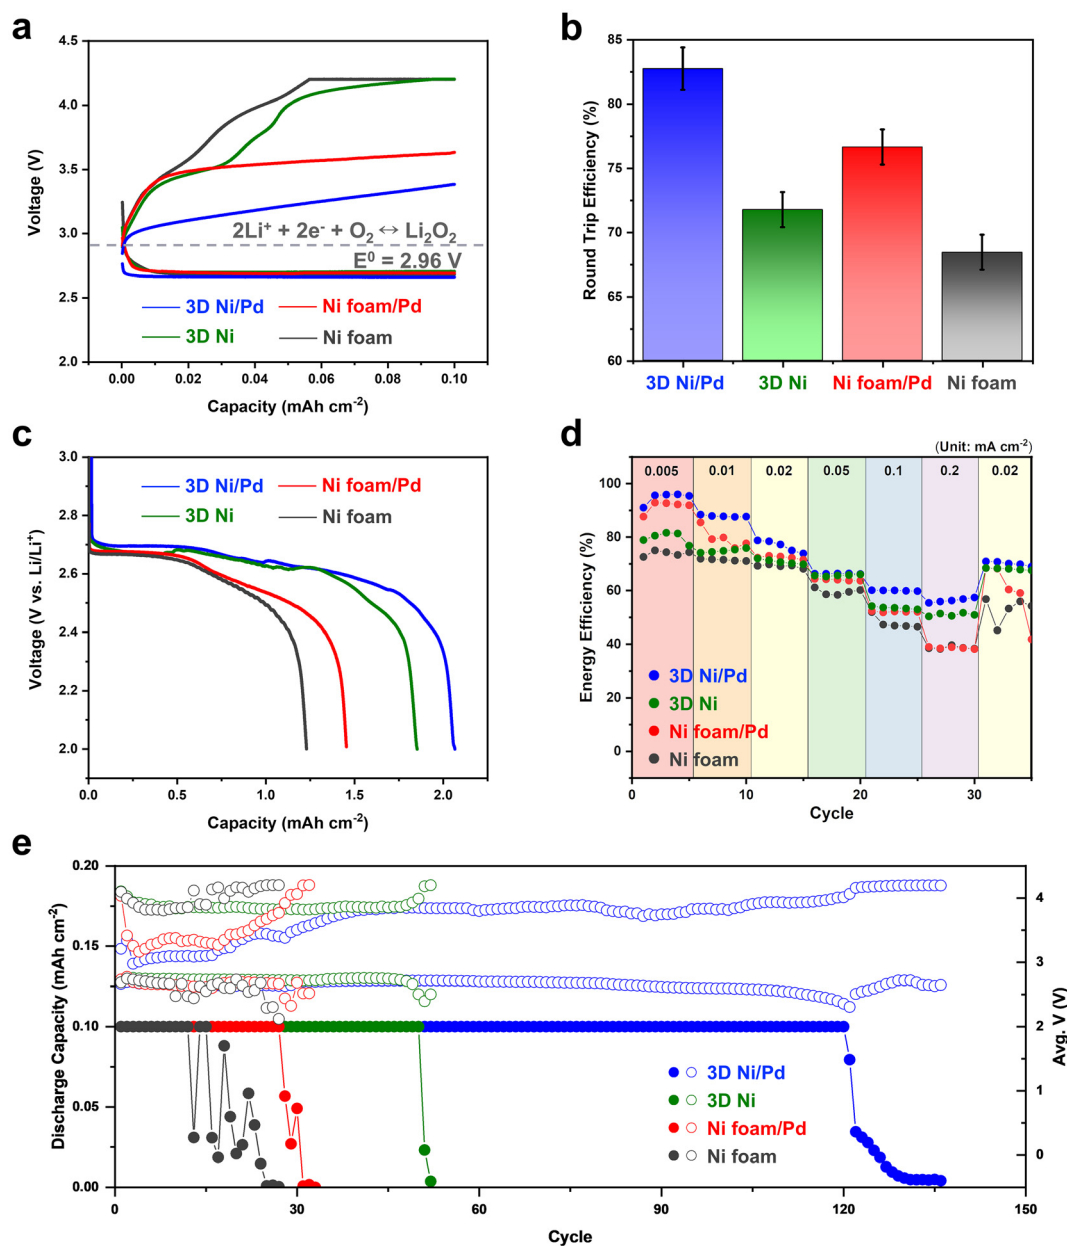 a
4.5
4.0
3.5
3.0
2.5
2.0
Voltage (V)
2Li⁺ + 2e⁻ + O₂ ↔ Li₂O₂
E⁰ = 2.96 V
3D Ni/Pd
Ni foam/Pd
3D Ni
Ni foam
0.00 0.02 0.04 0.06 0.08 0.10
Capacity (mAh cm⁻²)
b
85
80
75
70
65
60
Round Trip Efficiency (%)
3D Ni/Pd 3D Ni Ni foam/Pd Ni foam
c
3.0
2.8
2.6
2.4
2.2
2.0
Voltage (V vs. Li/Li⁺)
3D Ni/Pd
Ni foam/Pd
3D Ni
Ni foam
0.0 0.5 1.0 1.5 2.0
Capacity (mAh cm⁻²)
d
(Unit: mA cm⁻²)
110
100
80
60
40
20
0
Energy Efficiency (%)
0.005 0.01 0.02 0.05 0.1 0.2 0.02
3D Ni/Pd
3D Ni
Ni foam/Pd
Ni foam
0 10 20 30
Cycle
e
0.20
0.15
0.10
0.05
0.00
Discharge Capacity (mAh cm⁻²)
4
3
2
1
0
Avg. V (V)
3D Ni/Pd
3D Ni
Ni foam/Pd
Ni foam
0 30 60 90 120 150
Cycle